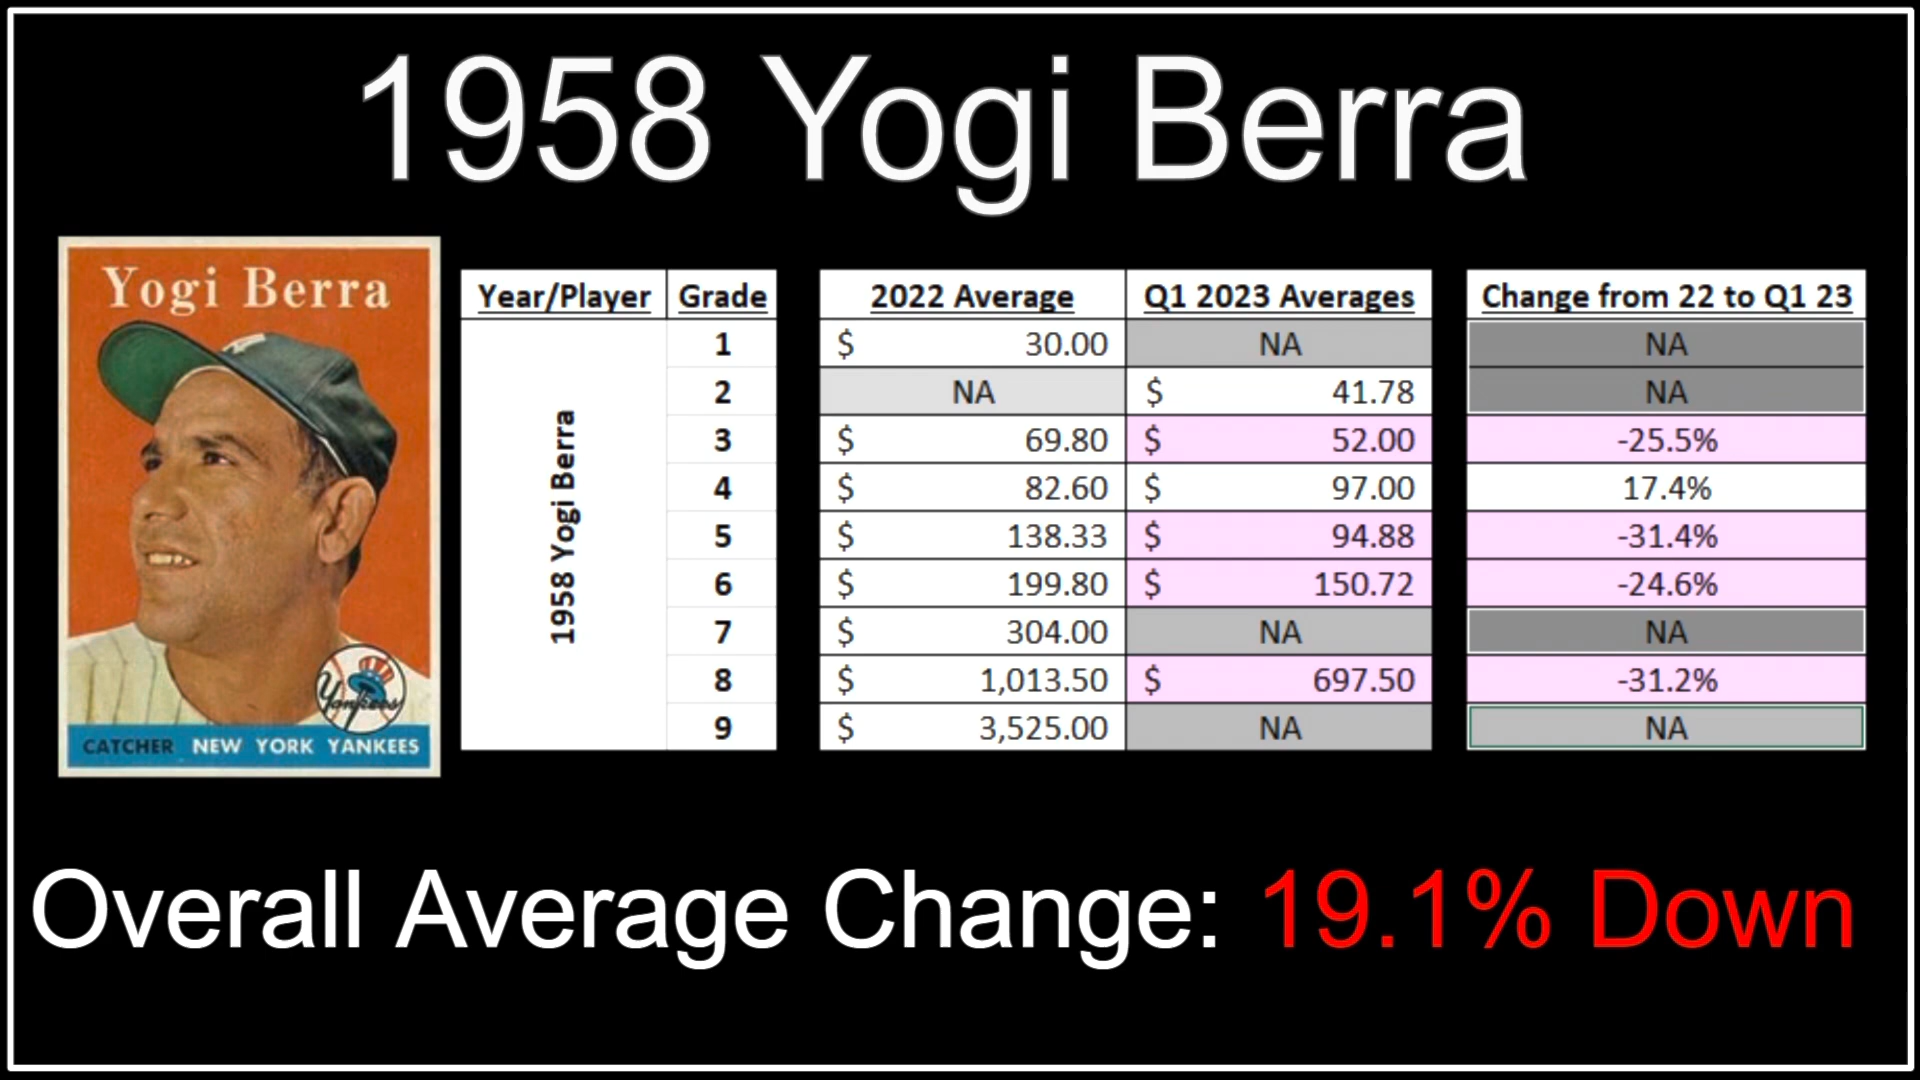 1958 Yogi Berra
Yogi Berra
Yankees
CATCHER NEW YORK YANKEES
Year/Player Grade 2022 Average Q1 2023 Averages Change from 22 to Q1 23
1958 Yogi Berra
1 $ 30.00 NA NA
2 NA $ 41.78 NA
3 $ 69.80 $ 52.00 -25.5%
4 $ 82.60 $ 97.00 17.4%
5 $ 138.33 $ 94.88 -31.4%
6 $ 199.80 $ 150.72 -24.6%
7 $ 304.00 NA NA
8 $ 1,013.50 $ 697.50 -31.2%
9 $ 3,525.00 NA NA
Overall Average Change: 19.1% Down